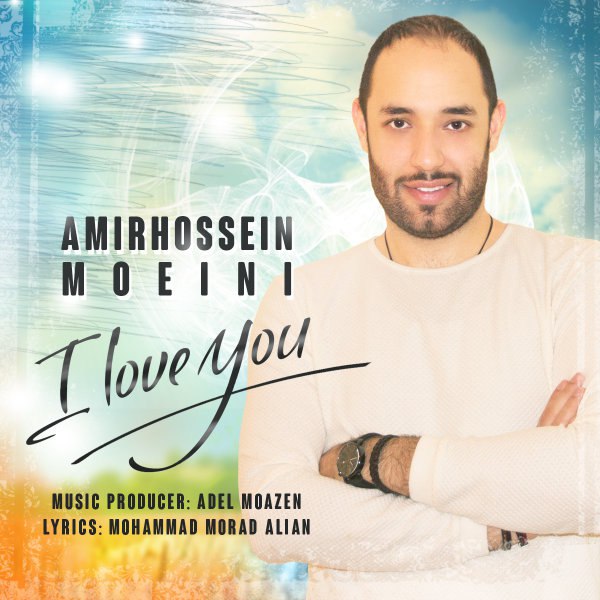 AMIRHOSSEIN
MOEINI
I love you
MUSIC PRODUCER: ADEL MOAZEN
LYRICS: MOHAMMAD MORAD ALIAN